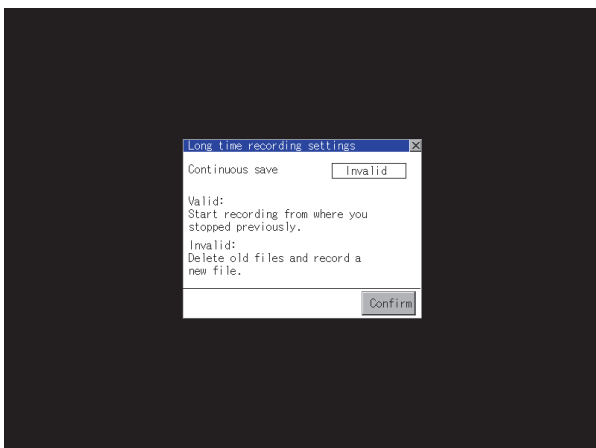 Long time recording settings
Continuous save Invalid
Valid:
Start recording from where you
stopped previously.
Invalid:
Delete old files and record a
new file.
Confirm